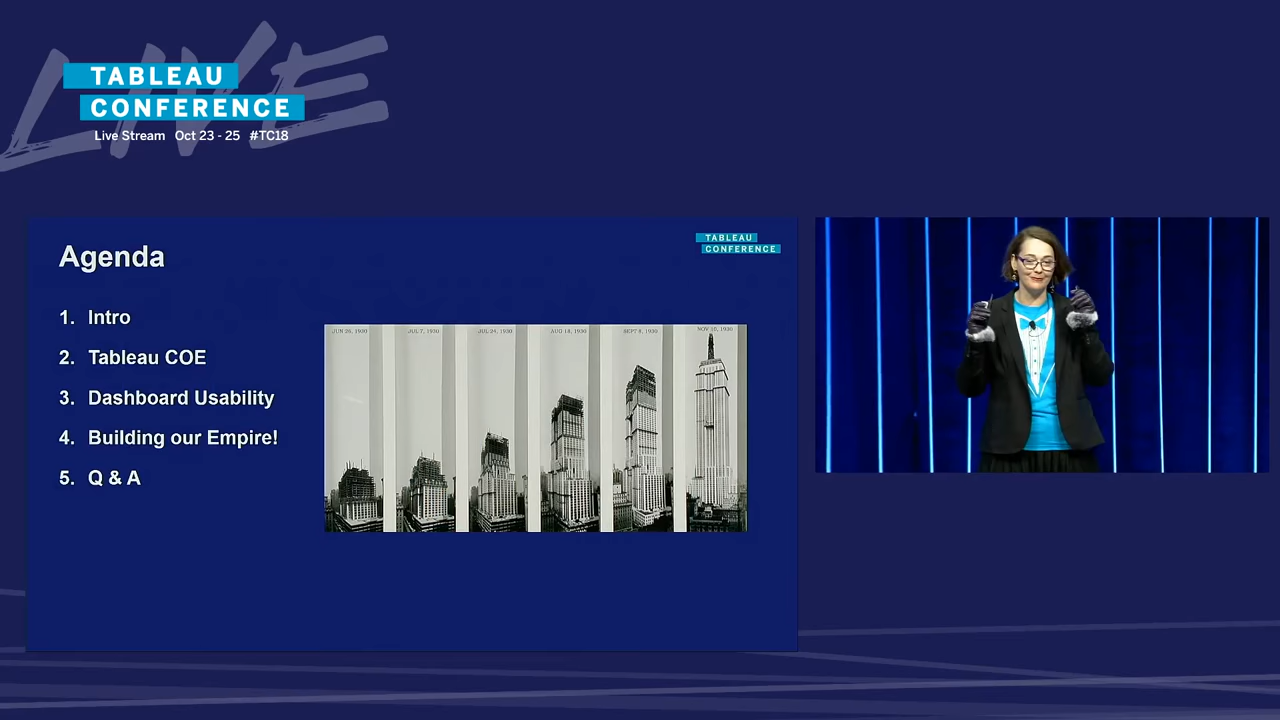 LIVE
TABLEAU
CONFERENCE
Live Stream Oct 23 - 25 #TC18
Agenda
TABLEAU
CONFERENCE
1. Intro
2. Tableau COE
3. Dashboard Usability
4. Building our Empire!
5. Q & A
JUN 26, 1930 JUL 7, 1930 JUL 24, 1930 AUG 18, 1930 SEPT 8, 1930 NOV 10, 1930